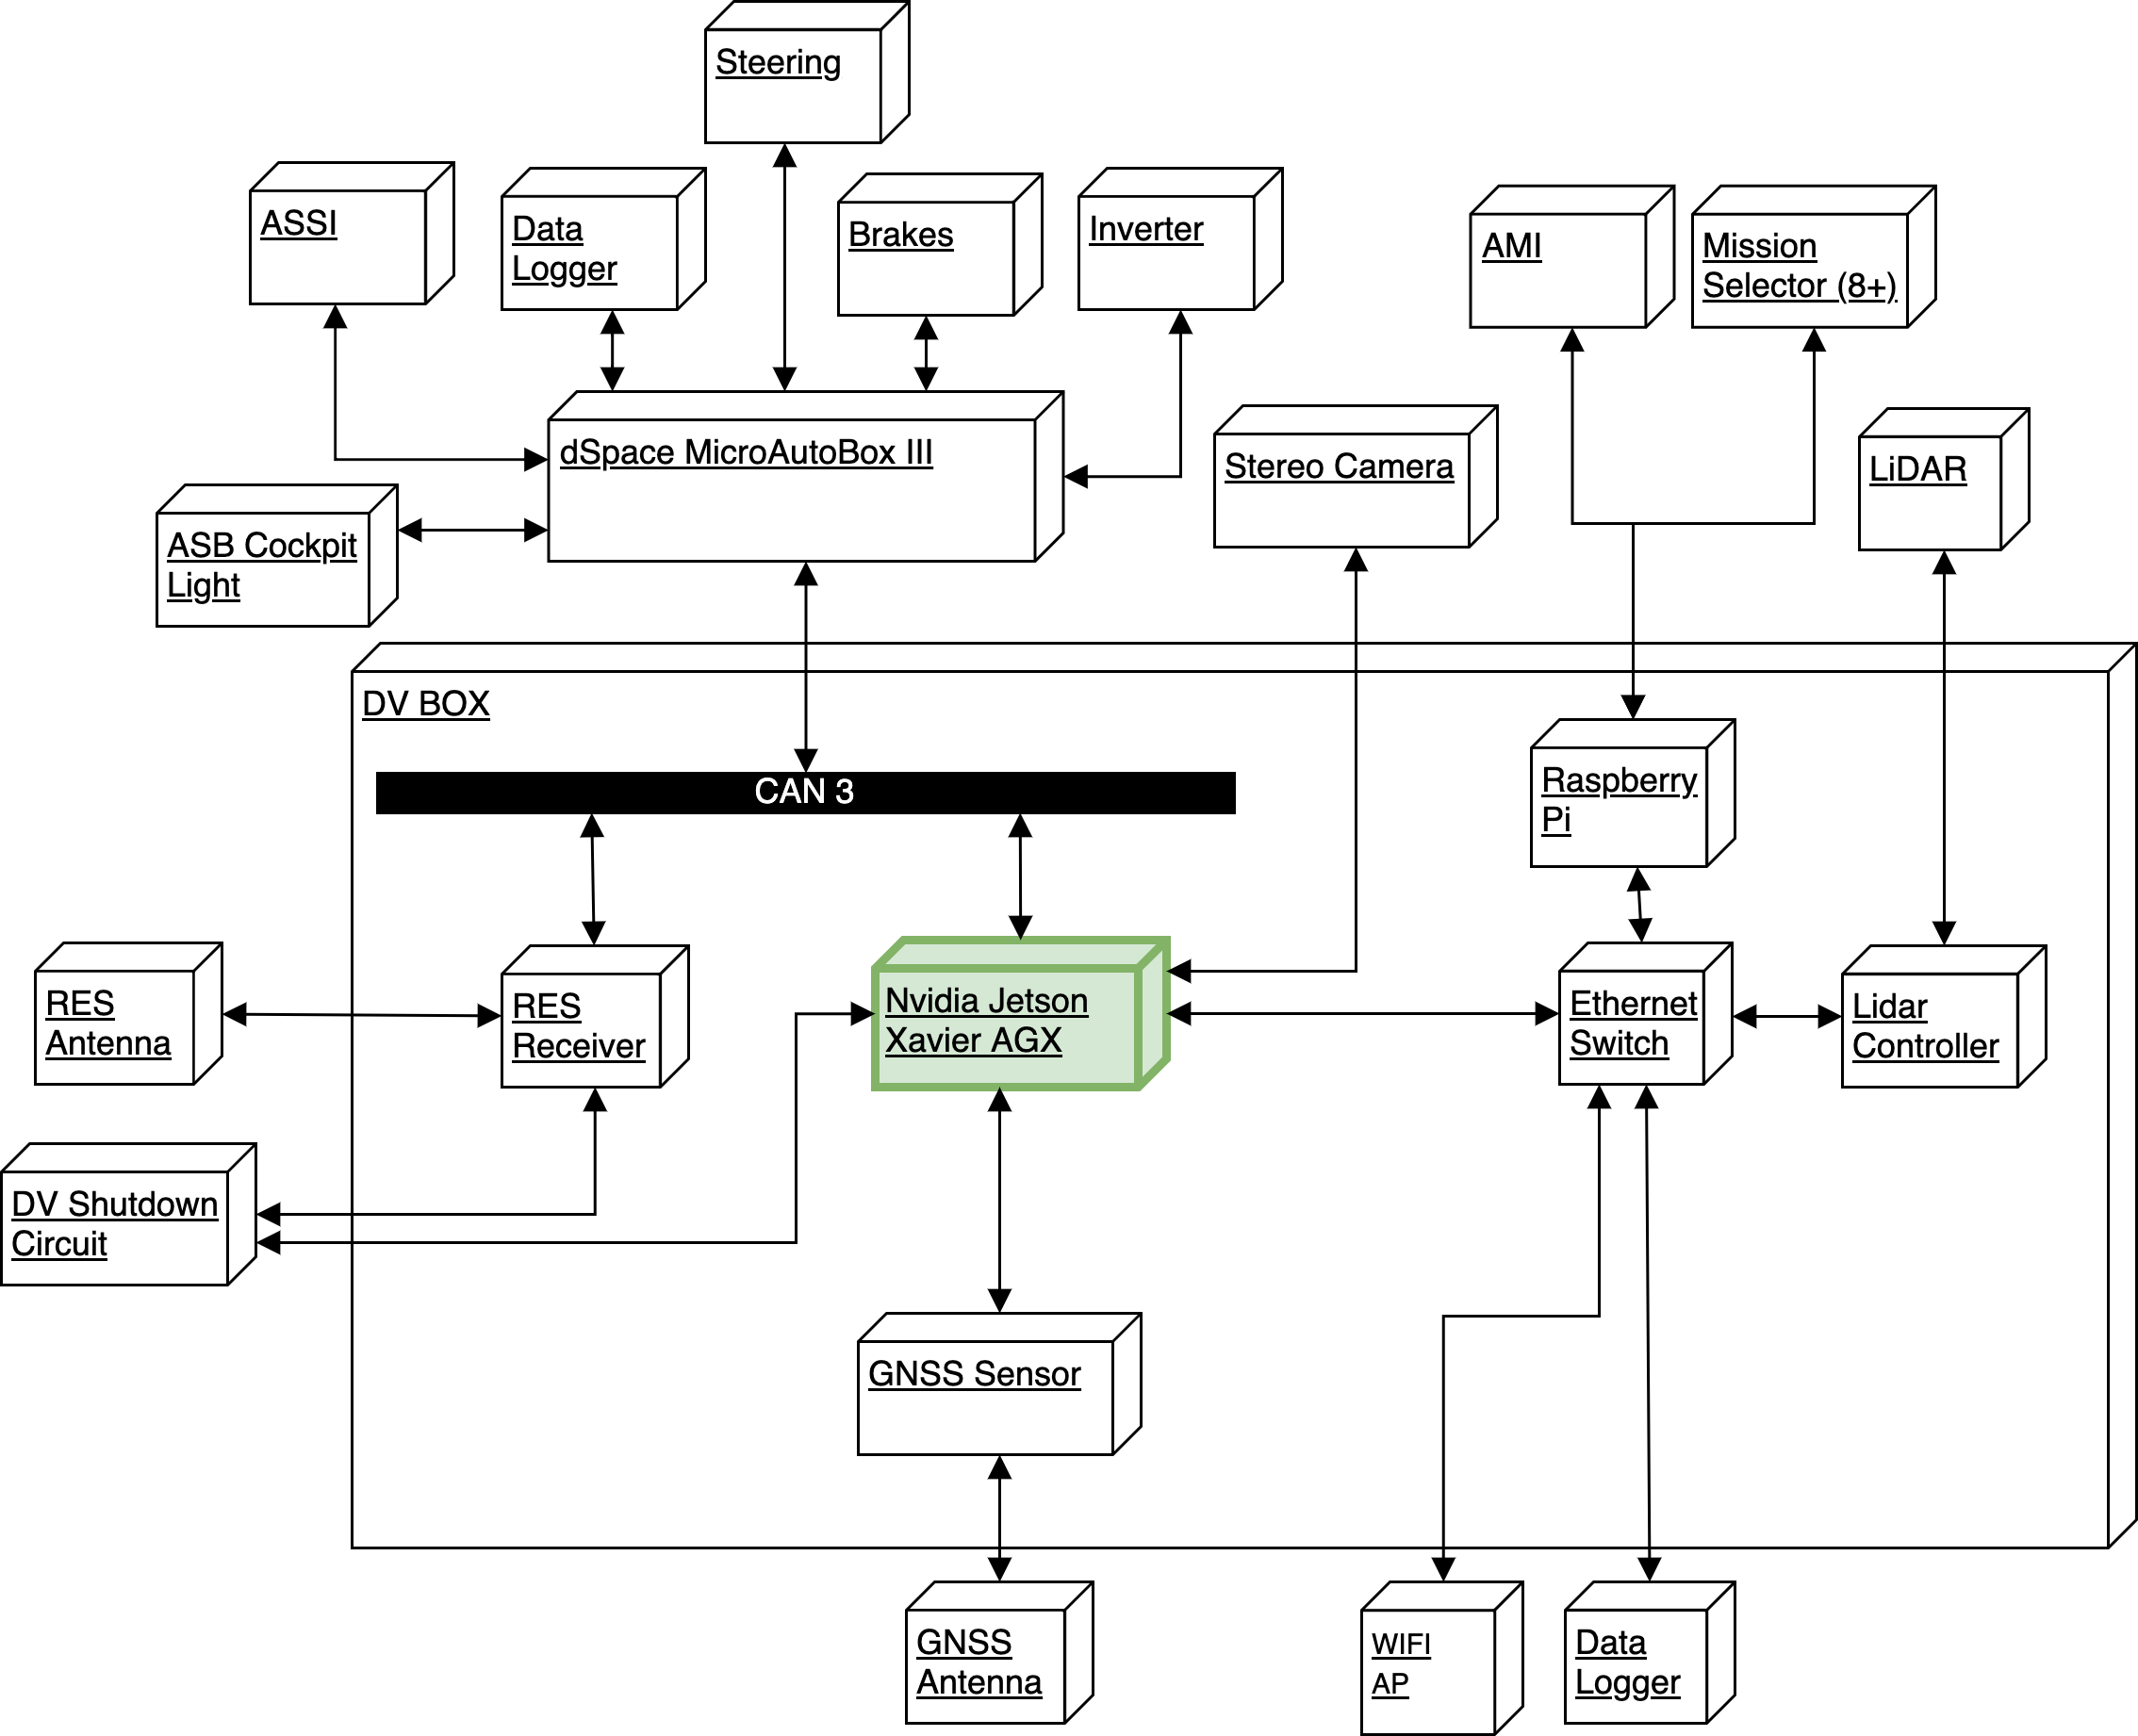 Steering
ASSI
Data
Logger
Brakes
Inverter
AMI
Mission
Selector (8+)
dSpace MicroAutoBox III
Stereo Camera
LiDAR
ASB Cockpit
Light
DV BOX
CAN 3
Raspberry
Pi
RES
Antenna
RES
Receiver
Nvidia Jetson
Xavier AGX
Ethernet
Switch
Lidar
Controller
DV Shutdown
Circuit
GNSS Sensor
GNSS
Antenna
WIFI
AP
Data
Logger